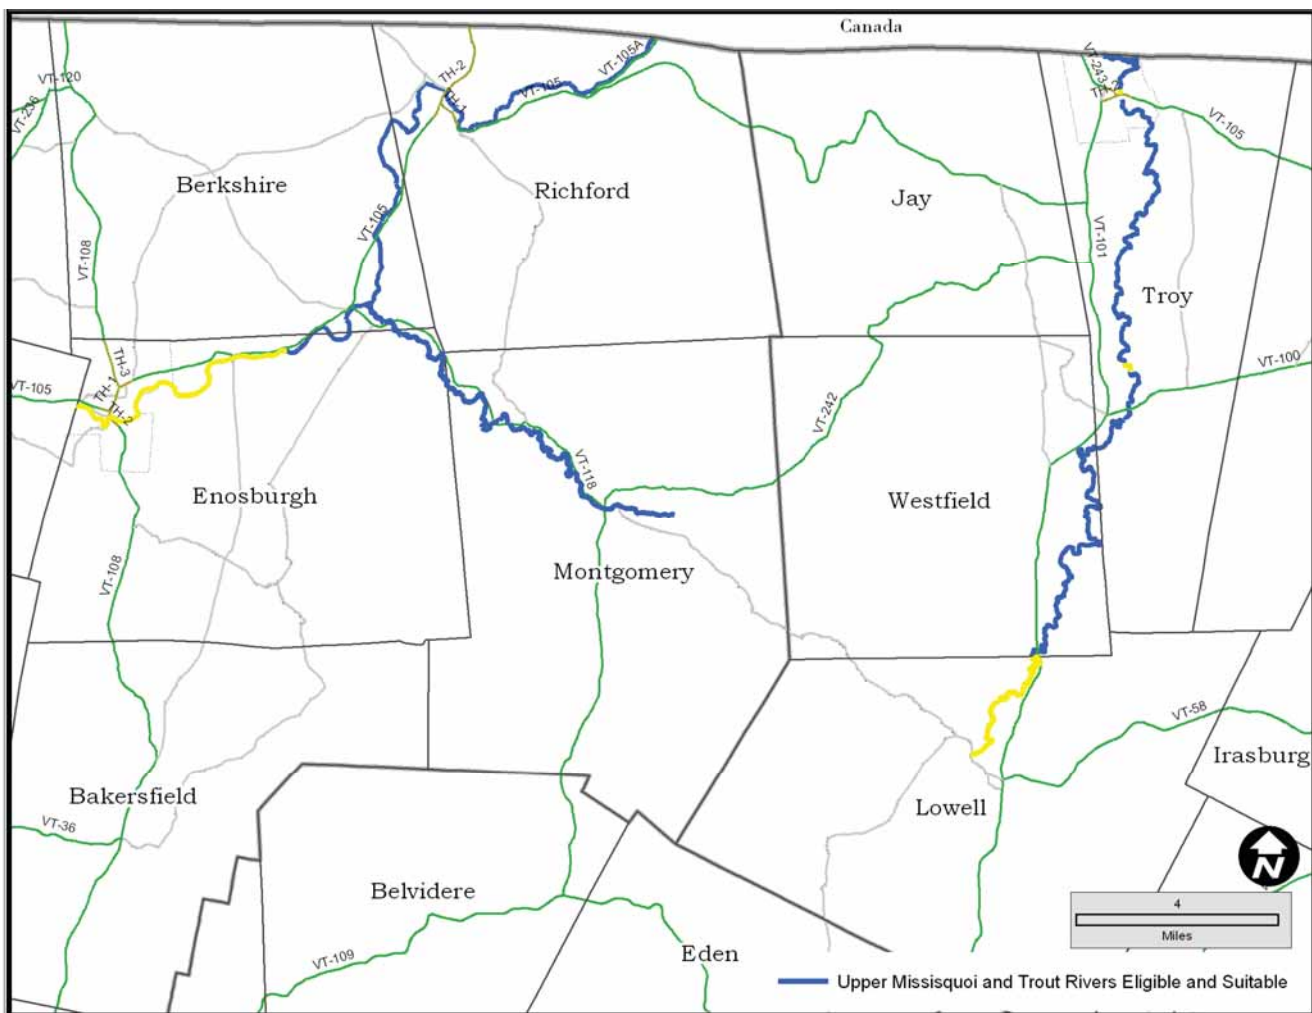 Canada
VT-105A
TH-2
VT-243
VT-120
VT-105
TH-1
VT-236
VT-105
Berkshire
Richford
Jay
VT-105
VT-108
VT-101
Troy
TH-3
VT-100
TH-1
VT-105
TH-2
VT-242
VT-118
Enosburgh
Westfield
VT-108
Montgomery
VT-58
Irasburg
Bakersfield
Lowell
VT-36
N
Belvidere
4
Miles
Eden
VT-109
Upper Missisquoi and Trout Rivers Eligible and Suitable